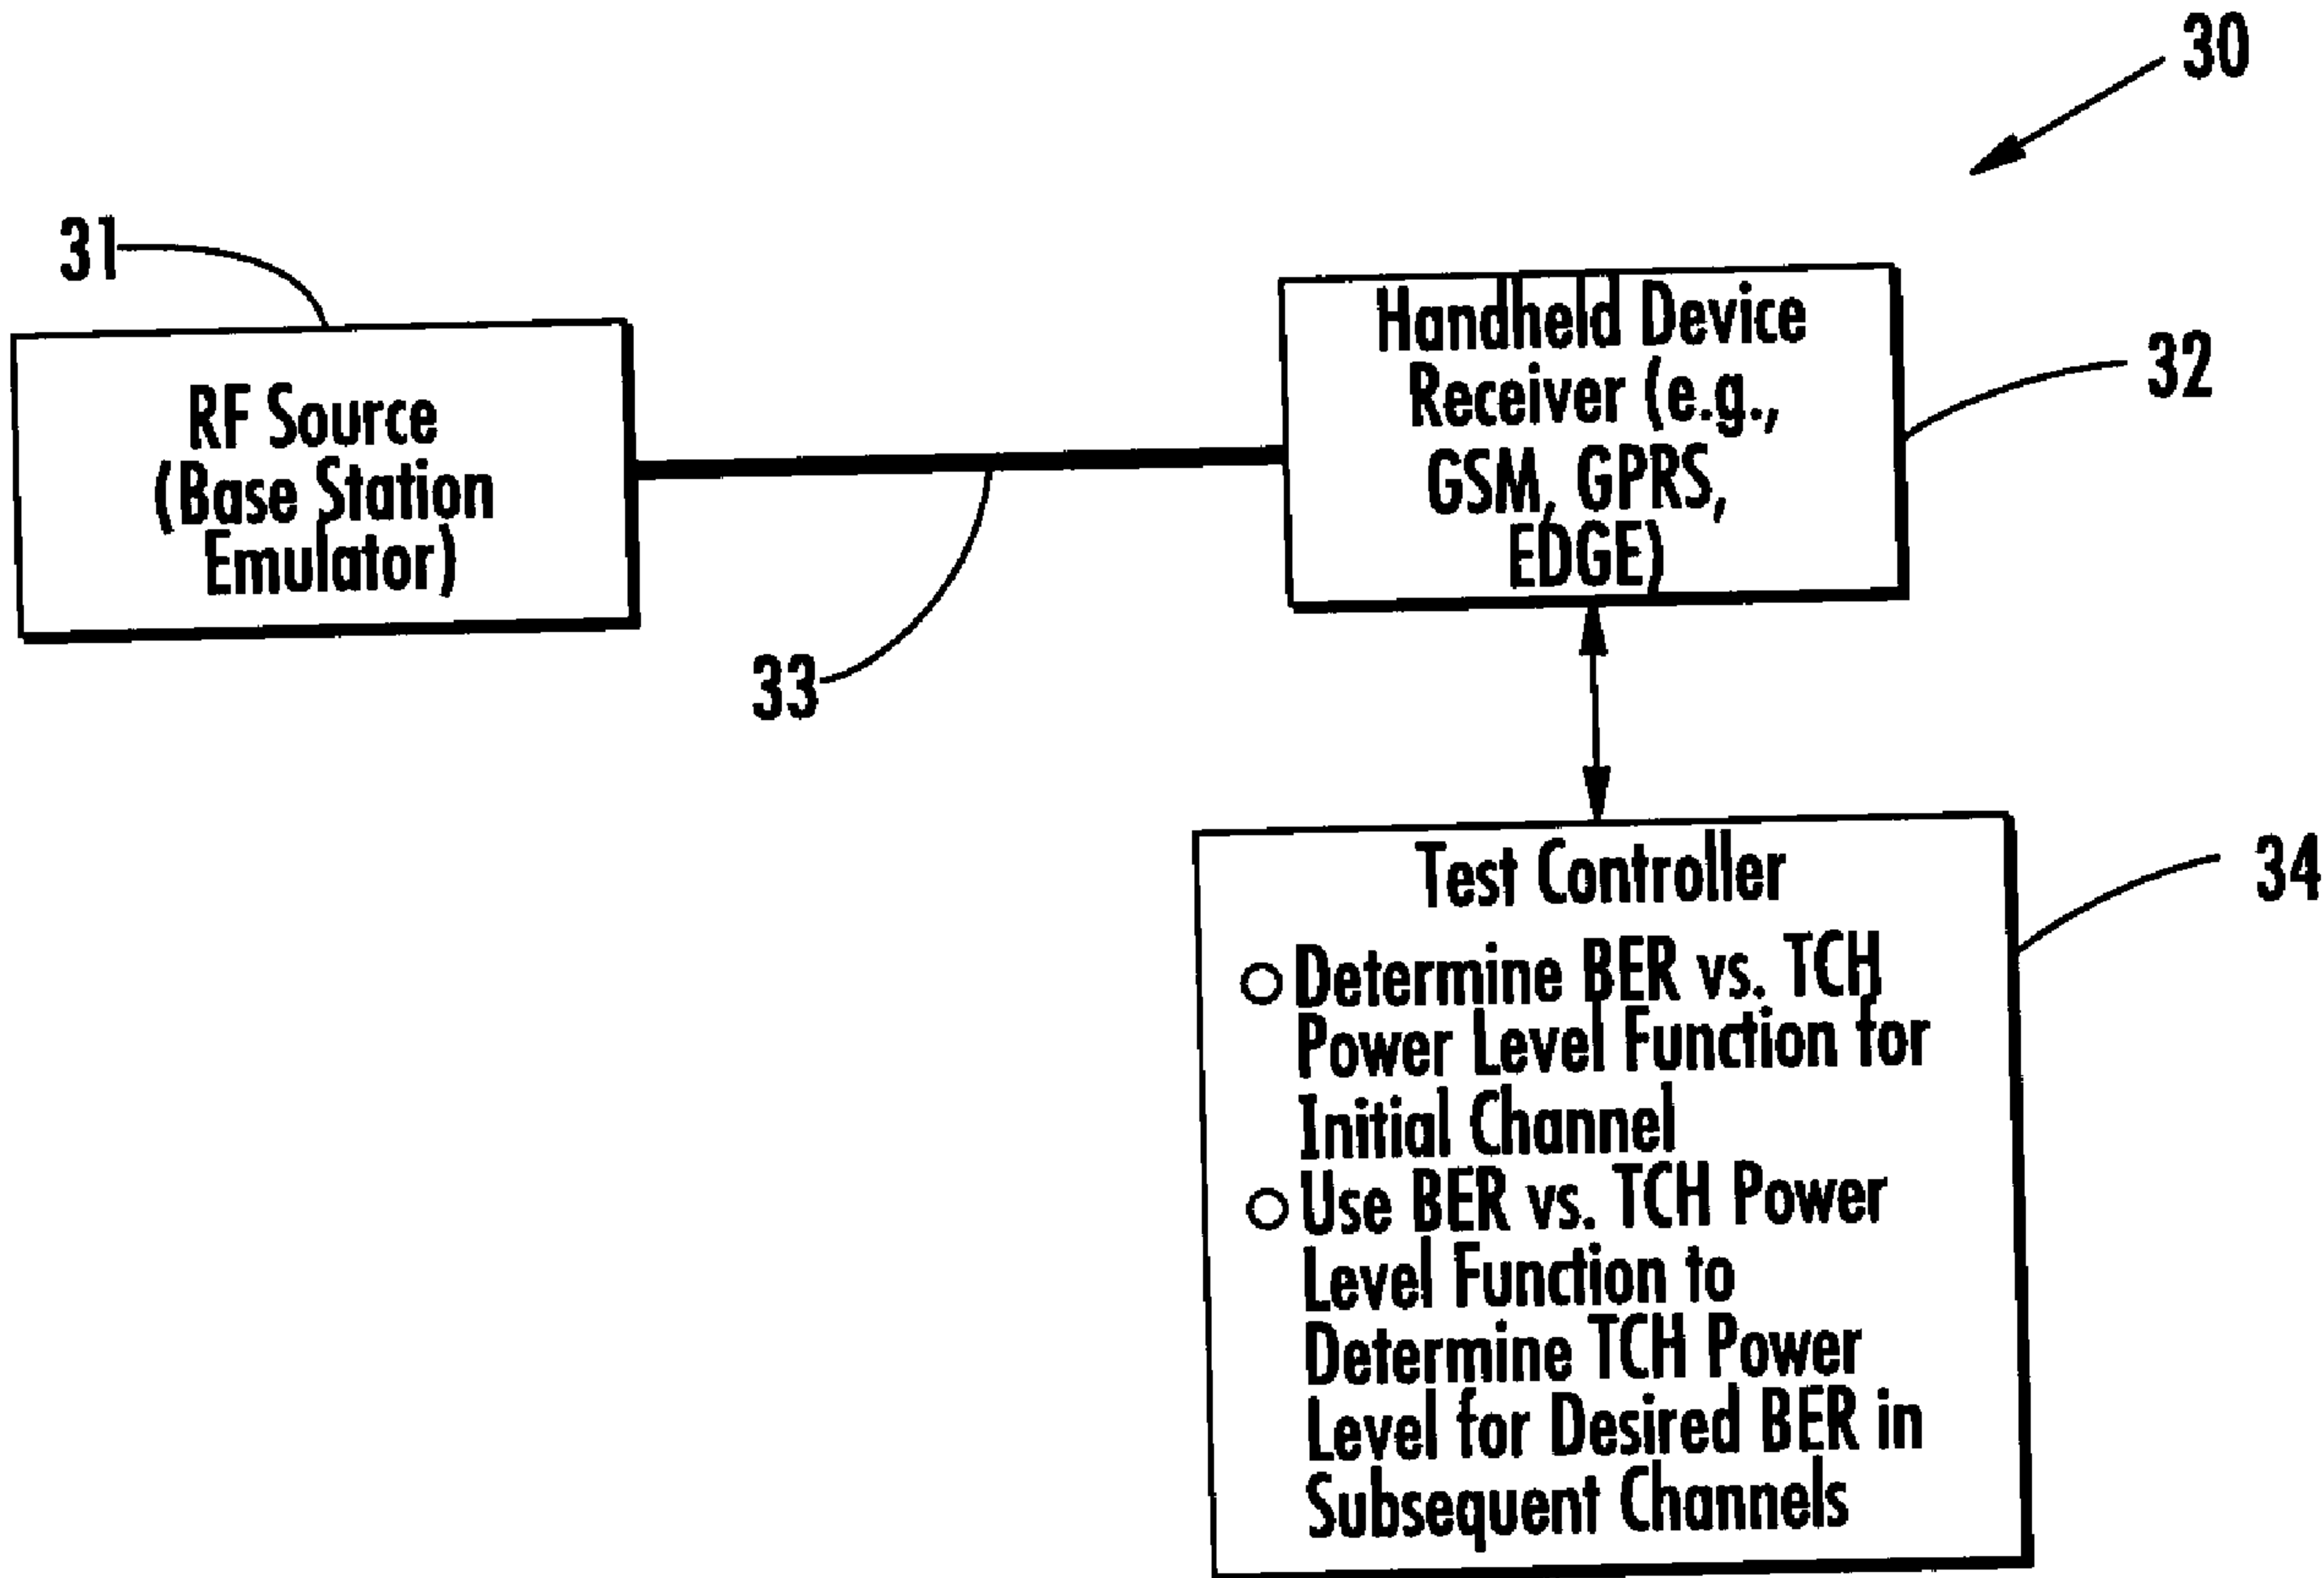 30
31
RF Source
(Base Station
Emulator)
33
Handheld Device
Receiver (e.g.,
GSM, GPRS,
EDGE)
32
Test Controller
Determine BER vs. TCH
Power Level Function for
Initial Channel
Use BER vs. TCH Power
Level Function to
Determine TCH Power
Level for Desired BER in
Subsequent Channels
34